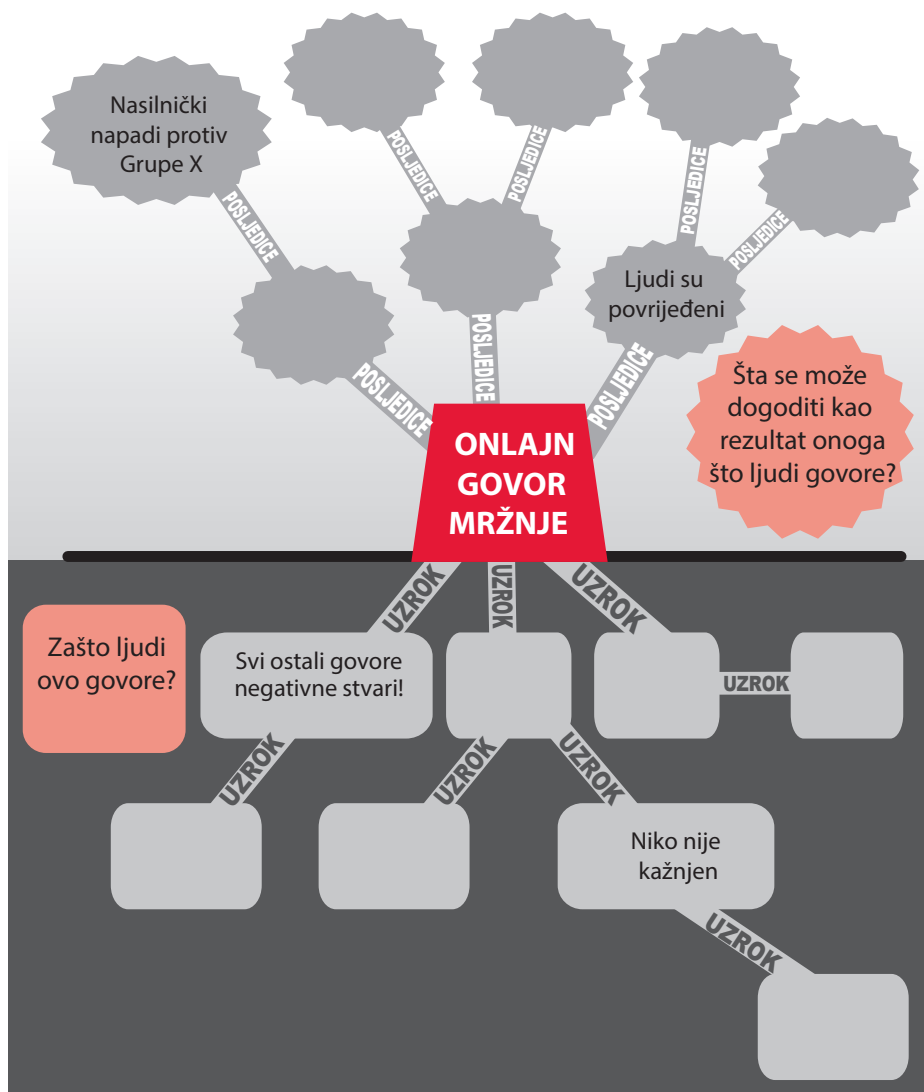 Nasilnički
napadi protiv
Grupe X
POSLJEDICE
POSLJEDICE
POSLJEDICE
POSLJEDICE
POSLJEDICE
Ljudi su
povrijeđeni
POSLJEDICE
POSLJEDICE
POSLJEDICE
Šta se može
dogoditi kao
rezultat onoga
što ljudi govore?
ONLAJN
GOVOR
MRŽNJE
UZROK
UZROK
UZROK
Zašto ljudi
ovo govore?
Svi ostali govore
negativne stvari!
UZROK
UZROK
UZROK
UZROK
Niko nije
kažnjen
UZROK